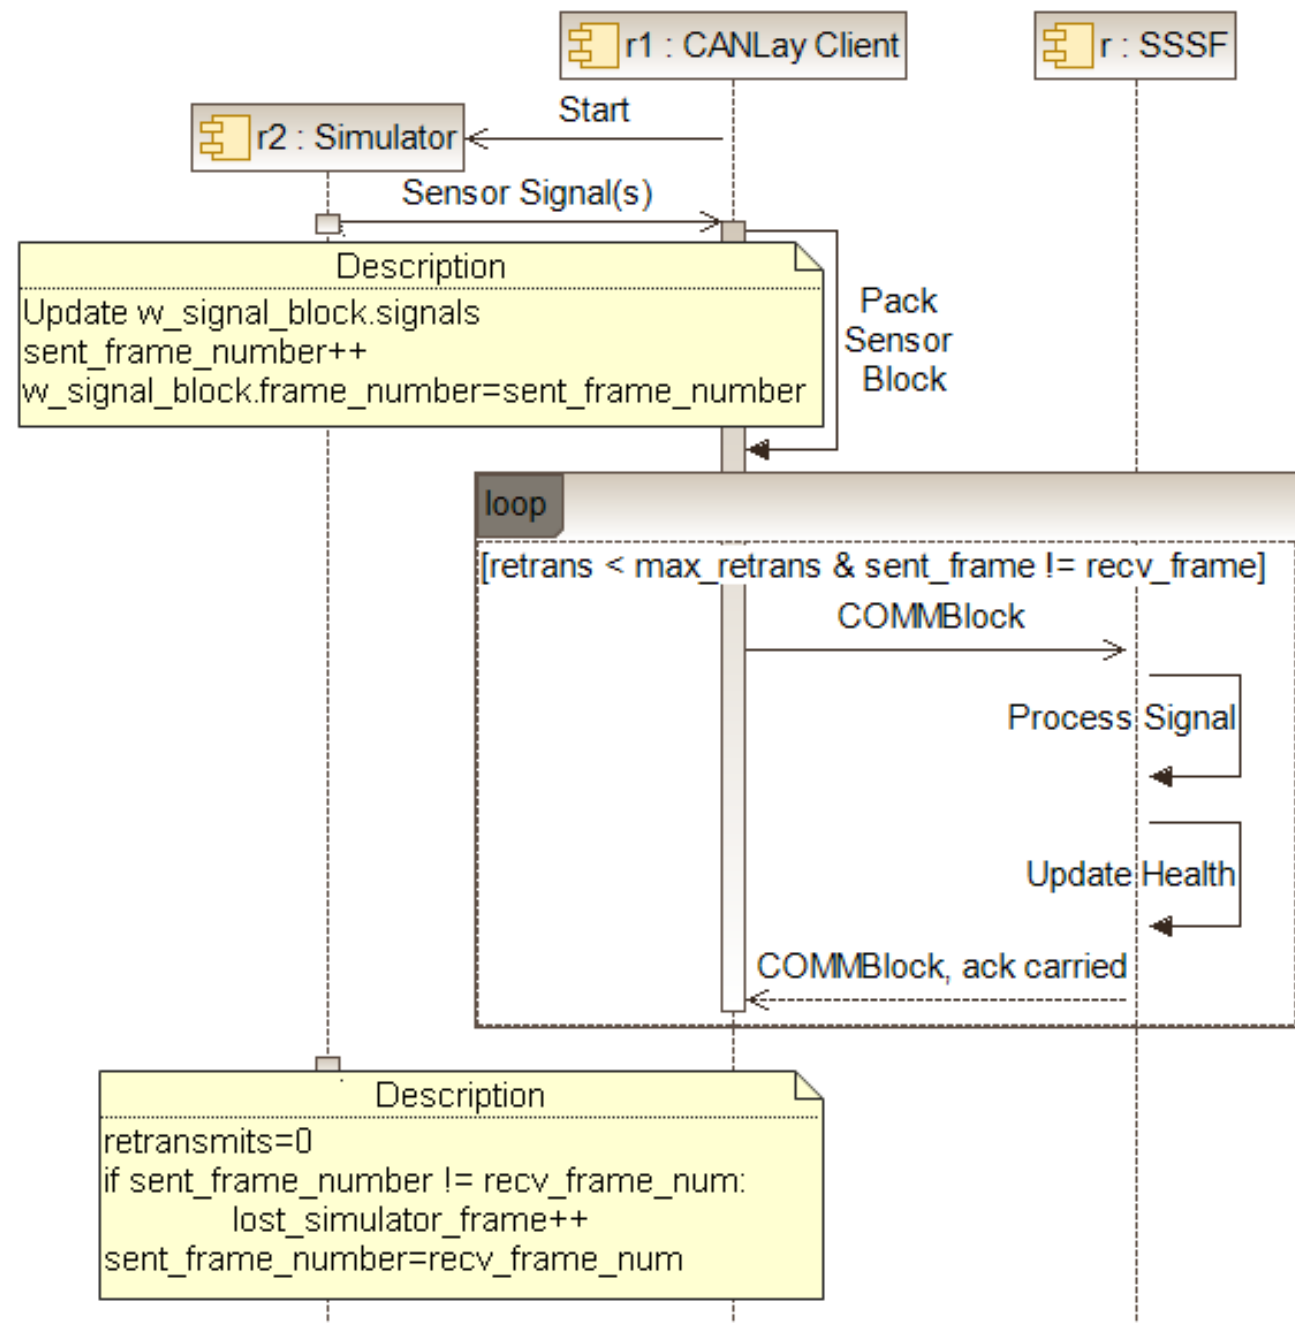 r1 : CANLay Client
r : SSSF
Start
r2 : Simulator
Sensor Signal(s)
Description
Update w_signal_block.signals
sent_frame_number++
w_signal_block.frame_number=sent_frame_number
Pack
Sensor
Block
loop
[retrans < max_retrans & sent_frame != recv_frame]
COMMBlock
Process Signal
Update Health
COMMBlock, ack carried
Description
retransmits=0
if sent_frame_number != recv_frame_num:
lost_simulator_frame++
sent_frame_number=recv_frame_num